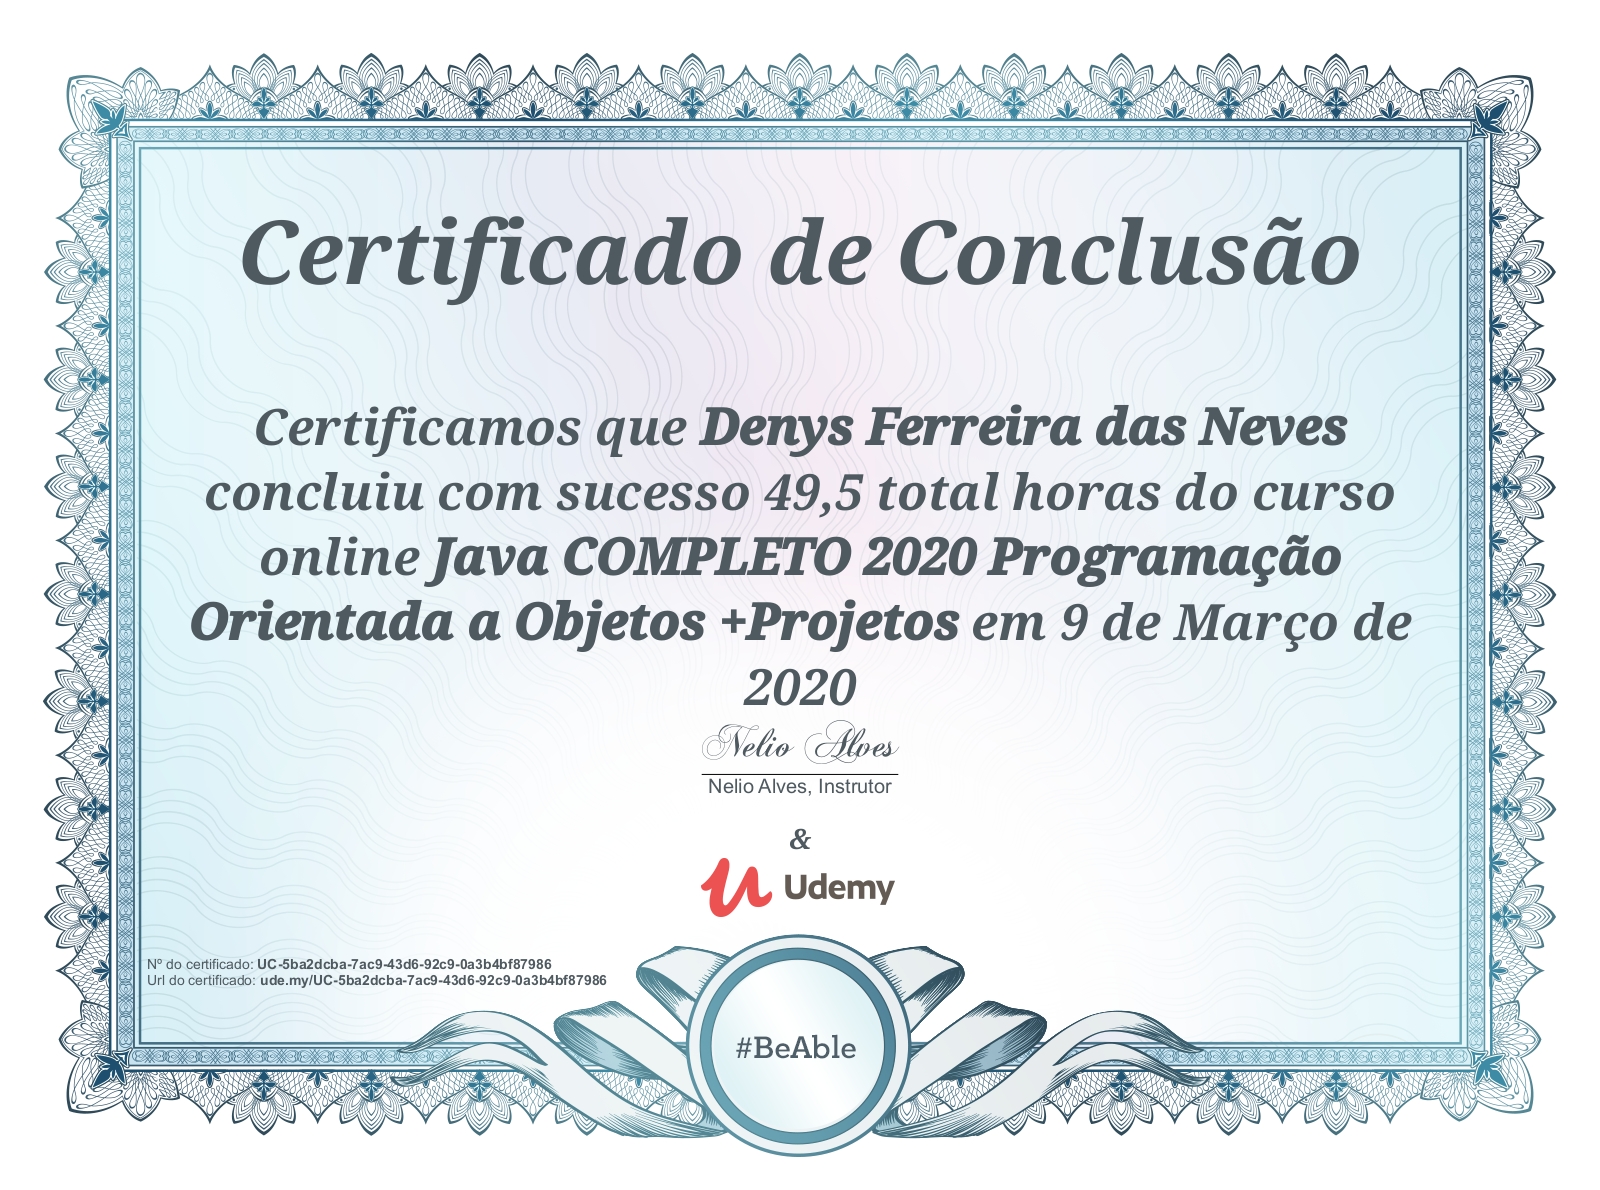 Certificado de Conclusão
Certificamos que Denys Ferreira das Neves
concluiu com sucesso 49,5 total horas do curso
online Java COMPLETO 2020 Programação
Orientada a Objetos +Projetos em 9 de Março de
2020
Nelio Alves
Nelio Alves, Instrutor
&
Udemy
Nº do certificado: UC-5ba2dcba-7ac9-43d6-92c9-0a3b4bf87986
Url do certificado: ude.my/UC-5ba2dcba-7ac9-43d6-92c9-0a3b4bf87986
#BeAble